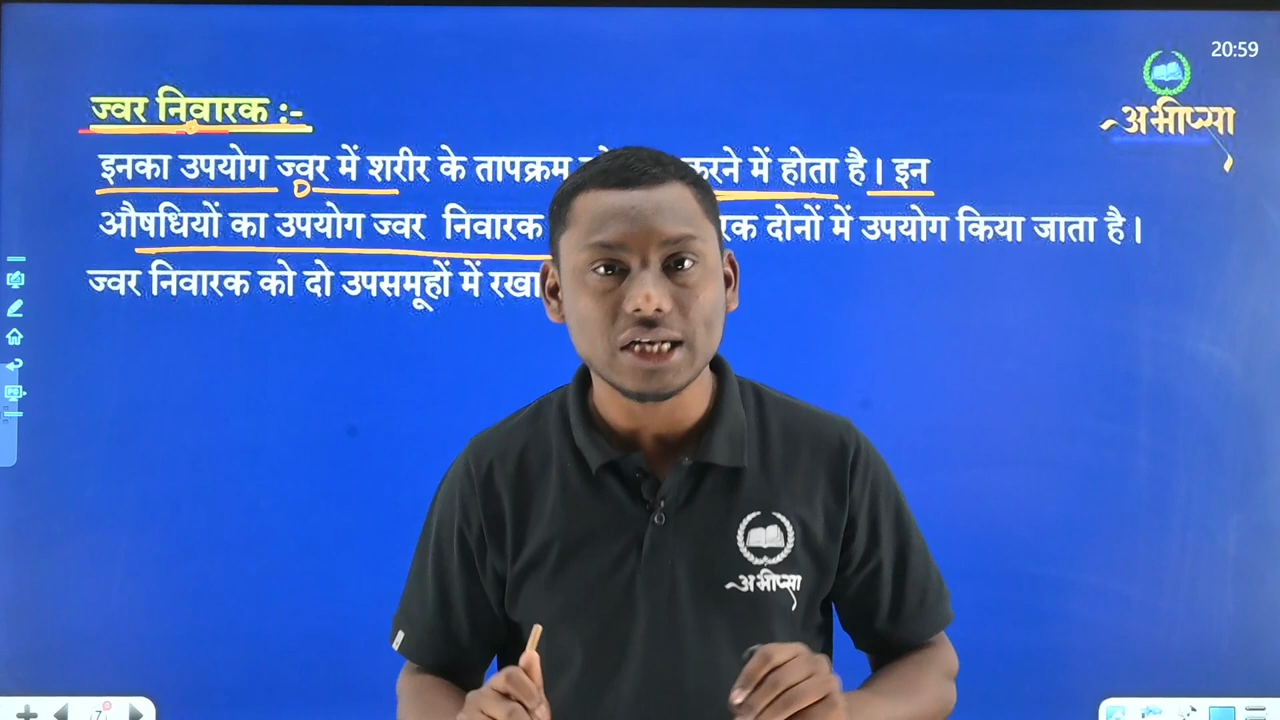 20:59
अभीप्सा
ज्वर निवारक :-
इनका उपयोग ज्वर में शरीर के तापक्रम करने में होता है। इन
औषधियों का उपयोग ज्वर निवारक दोनों में उपयोग किया जाता है।
ज्वर निवारक को दो उपसमूहों में रखा
अभीप्सा
7